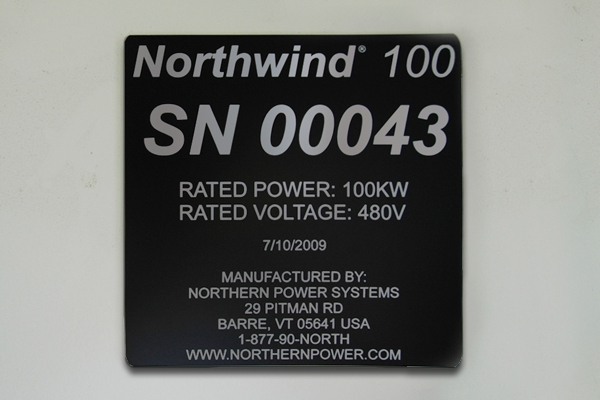 Northwind® 100
SN 00043
RATED POWER: 100KW
RATED VOLTAGE: 480V
7/10/2009
MANUFACTURED BY:
NORTHERN POWER SYSTEMS
29 PITMAN RD
BARRE, VT 05641 USA
1-877-90-NORTH
WWW.NORTHERNPOWER.COM